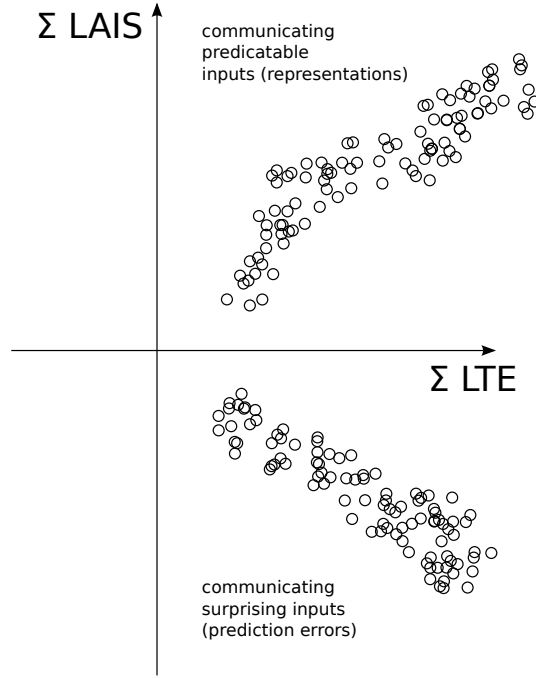 Σ LAIS
communicating
predicatable
inputs (representations)
Σ LTE
communicating
surprising inputs
(prediction errors)